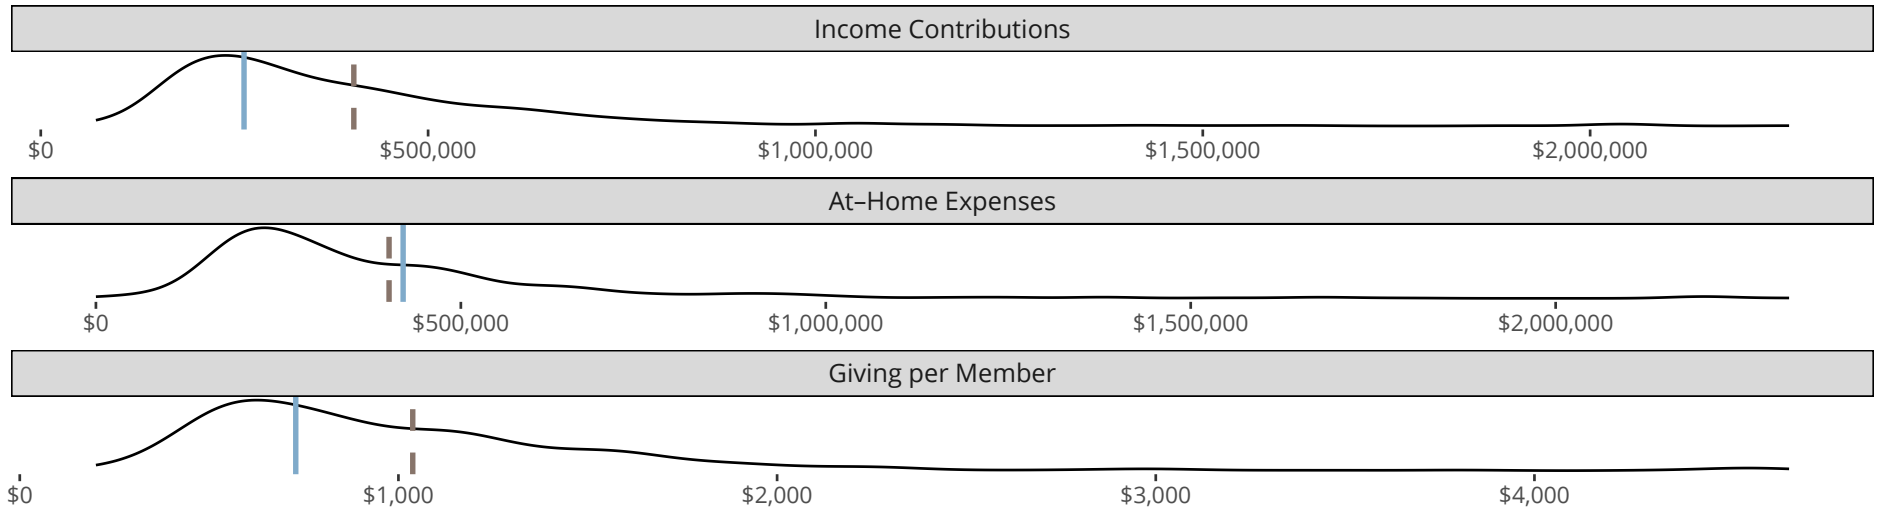 Income Contributions
$0 $500,000 $1,000,000 $1,500,000 $2,000,000
At–Home Expenses
$0 $500,000 $1,000,000 $1,500,000 $2,000,000
Giving per Member
$0 $1,000 $2,000 $3,000 $4,000